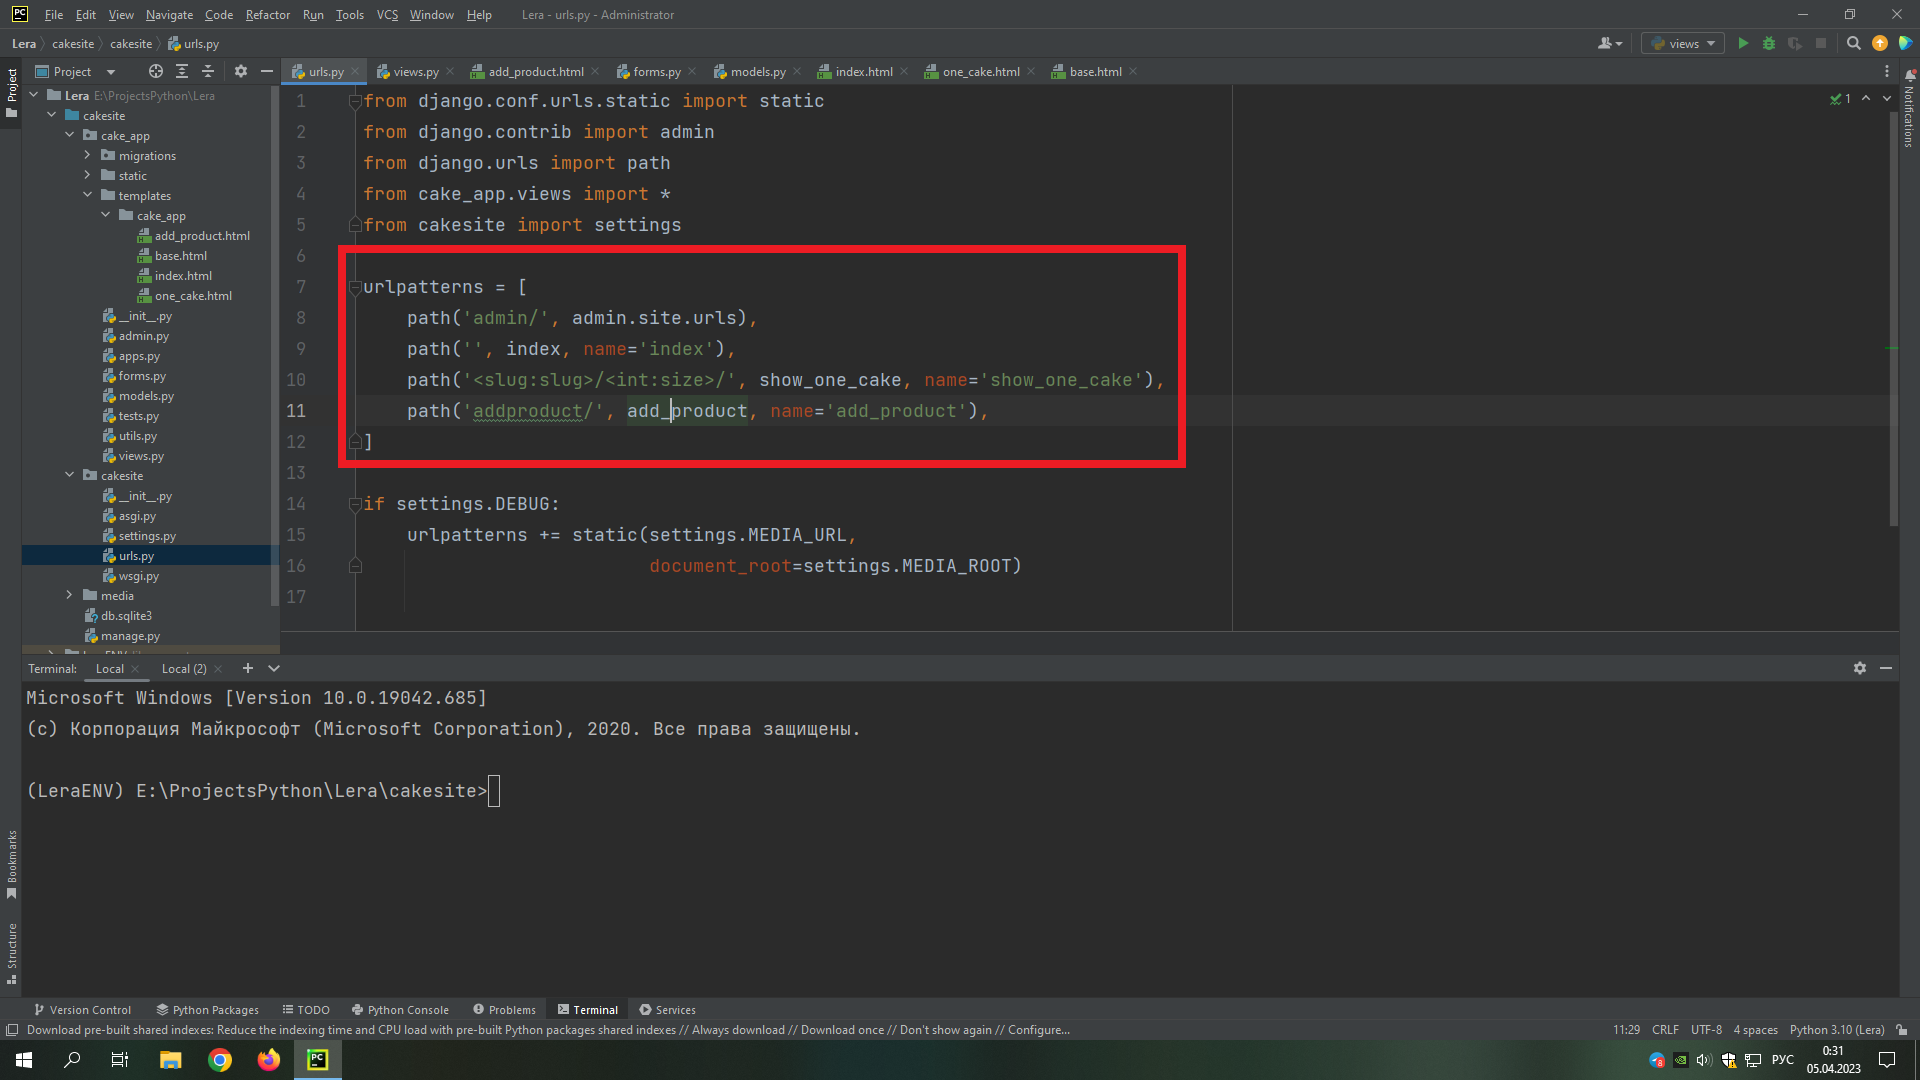 PC File Edit View Navigate Code Refactor Run Tools VCS Window Help Lera - urls.py - Administrator
Lera cakesite cakesite urls.py views
Project urls.py views.py add_product.html forms.py models.py index.html one_cake.html base.html
Project
Notifications
Lera E:\ProjectsPython\Lera
cakesite
cake_app
migrations
static
templates
cake_app
add_product.html
base.html
index.html
one_cake.html
__init__.py
admin.py
apps.py
forms.py
models.py
tests.py
utils.py
views.py
cakesite
__init__.py
asgi.py
settings.py
urls.py
wsgi.py
media
db.sqlite3
manage.py
1 from django.conf.urls.static import static
2 from django.contrib import admin
3 from django.urls import path
4 from cake_app.views import *
5 from cakesite import settings
6
7 urlpatterns = [
8 path('admin/', admin.site.urls),
9 path('', index, name='index'),
10 path('<slug:slug>/<int:size>/', show_one_cake, name='show_one_cake'),
11 path('addproduct/', add_product, name='add_product'),
12 ]
13
14 if settings.DEBUG:
15 urlpatterns += static(settings.MEDIA_URL,
16 document_root=settings.MEDIA_ROOT)
17
1
Terminal: Local Local (2)
Microsoft Windows [Version 10.0.19042.685]
(c) Корпорация Майкрософт (Microsoft Corporation), 2020. Все права защищены.
(LeraENV) E:\ProjectsPython\Lera\cakesite>
Bookmarks
Structure
Version Control Python Packages TODO Python Console Problems Terminal Services
Download pre-built shared indexes: Reduce the indexing time and CPU load with pre-built Python packages shared indexes // Always download // Download once // Don't show again // Configure... 11:29 CRLF UTF-8 4 spaces Python 3.10 (Lera)
PC РУС 0:31
05.04.2023